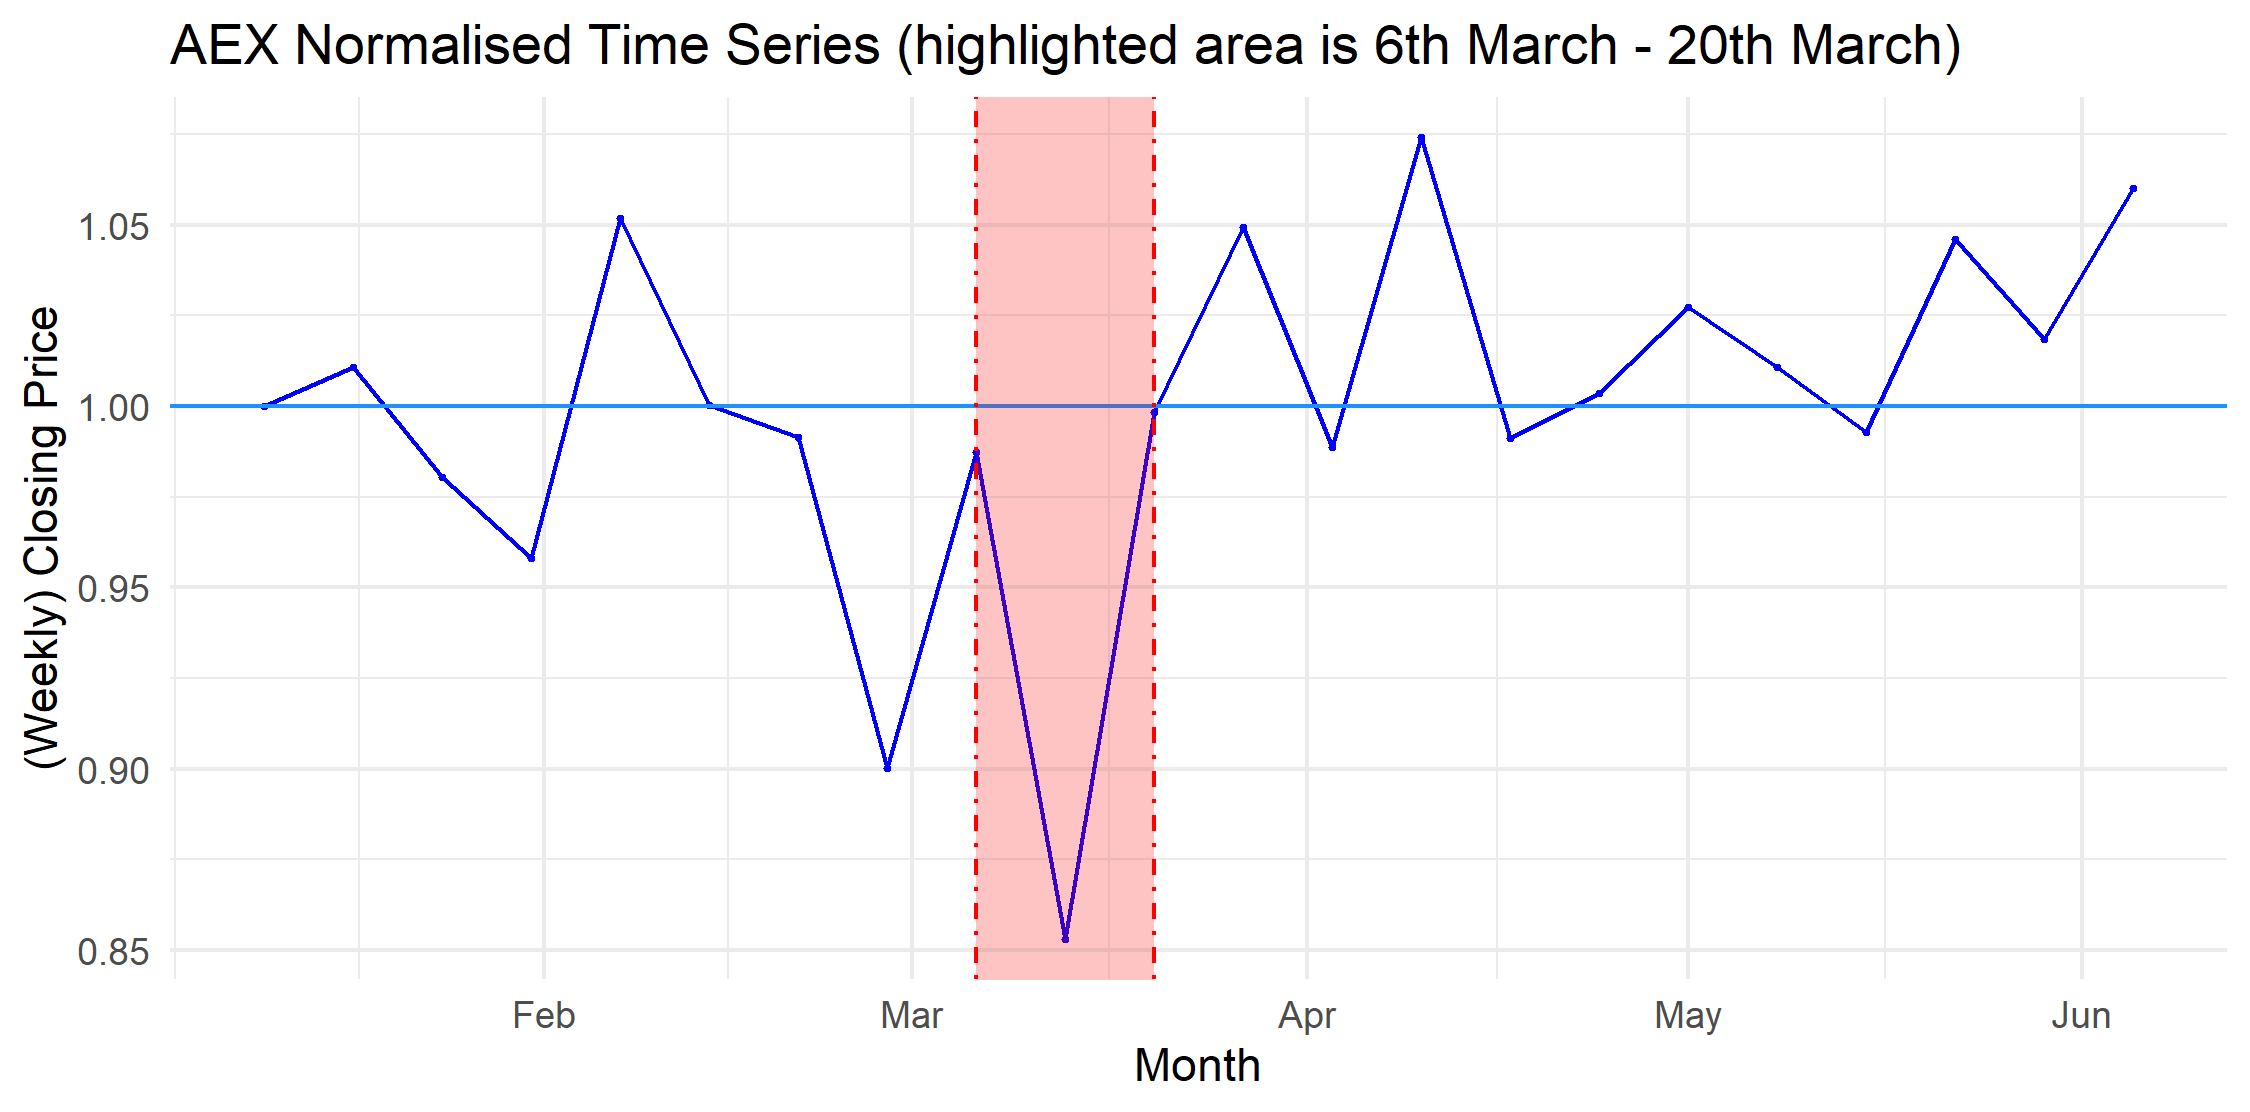 AEX Normalised Time Series (highlighted area is 6th March - 20th March)
(Weekly) Closing Price
1.05
1.00
0.95
0.90
0.85
Feb Mar Apr May Jun
Month